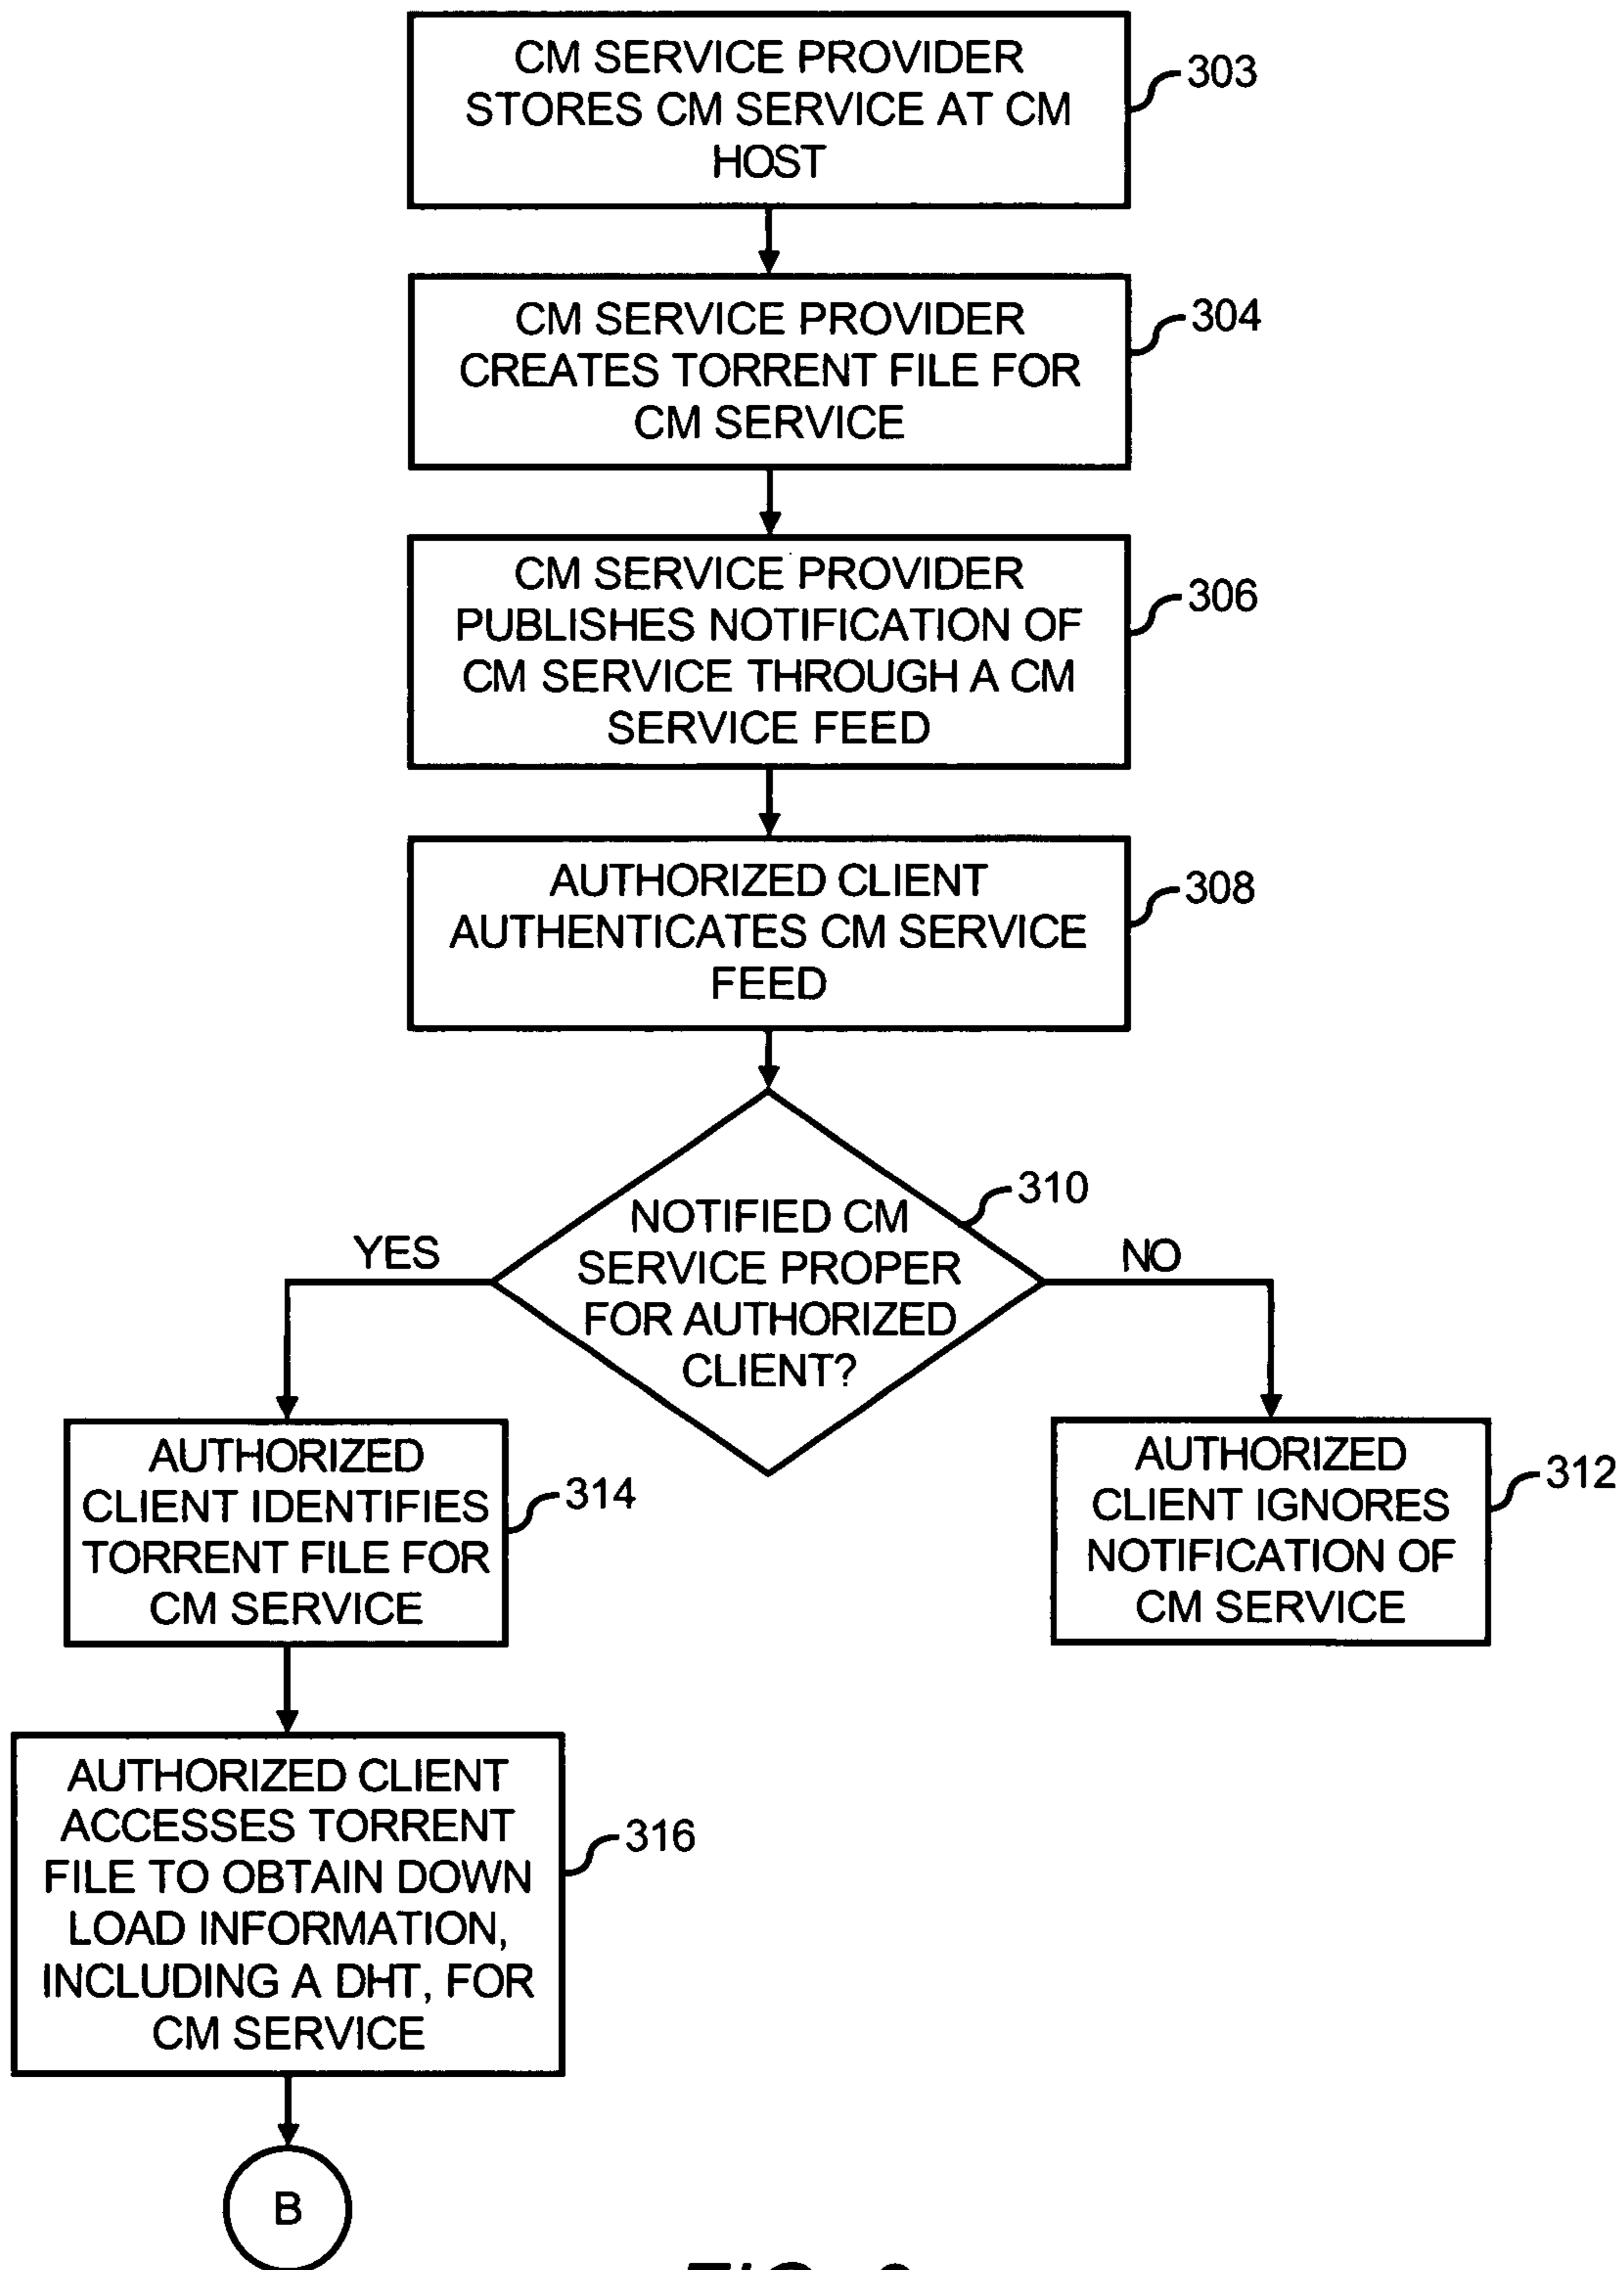 CM SERVICE PROVIDER
STORES CM SERVICE AT CM
HOST
303
CM SERVICE PROVIDER
CREATES TORRENT FILE FOR
CM SERVICE
304
CM SERVICE PROVIDER
PUBLISHES NOTIFICATION OF
CM SERVICE THROUGH A CM
SERVICE FEED
306
AUTHORIZED CLIENT
AUTHENTICATES CM SERVICE
FEED
308
NOTIFIED CM
SERVICE PROPER
FOR AUTHORIZED
CLIENT?
310
YES
NO
AUTHORIZED
CLIENT IDENTIFIES
TORRENT FILE FOR
CM SERVICE
314
AUTHORIZED
CLIENT IGNORES
NOTIFICATION OF
CM SERVICE
312
AUTHORIZED CLIENT
ACCESSES TORRENT
FILE TO OBTAIN DOWN
LOAD INFORMATION,
INCLUDING A DHT, FOR
CM SERVICE
316
B